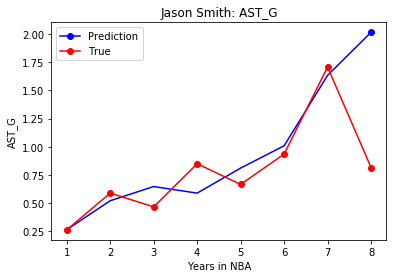 Jason Smith: AST_G
Prediction
True
2.00
1.75
1.50
1.25
1.00
0.75
0.50
0.25
AST_G
1 2 3 4 5 6 7 8
Years in NBA